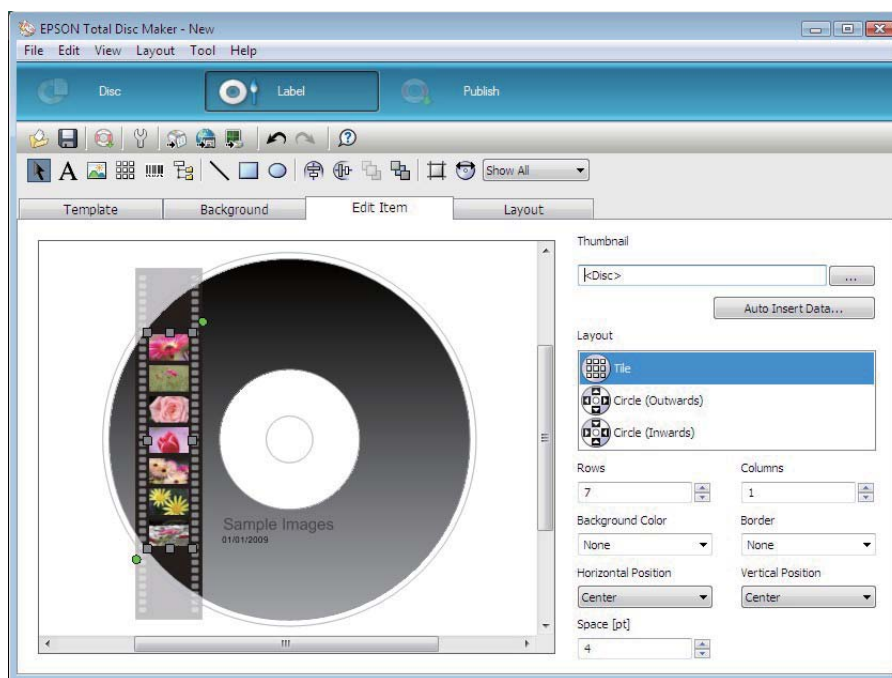 EPSON Total Disc Maker - New
File Edit View Layout Tool Help
Disc Label Publish
A Show All
Template Background Edit Item Layout
Thumbnail
<Disc>
...
Auto Insert Data...
Layout
Tile
Circle (Outwards)
Circle (Inwards)
Rows Columns
7 1
Background Color Border
None None
Horizontal Position Vertical Position
Center Center
Space [pt]
4
Sample Images
01/01/2009